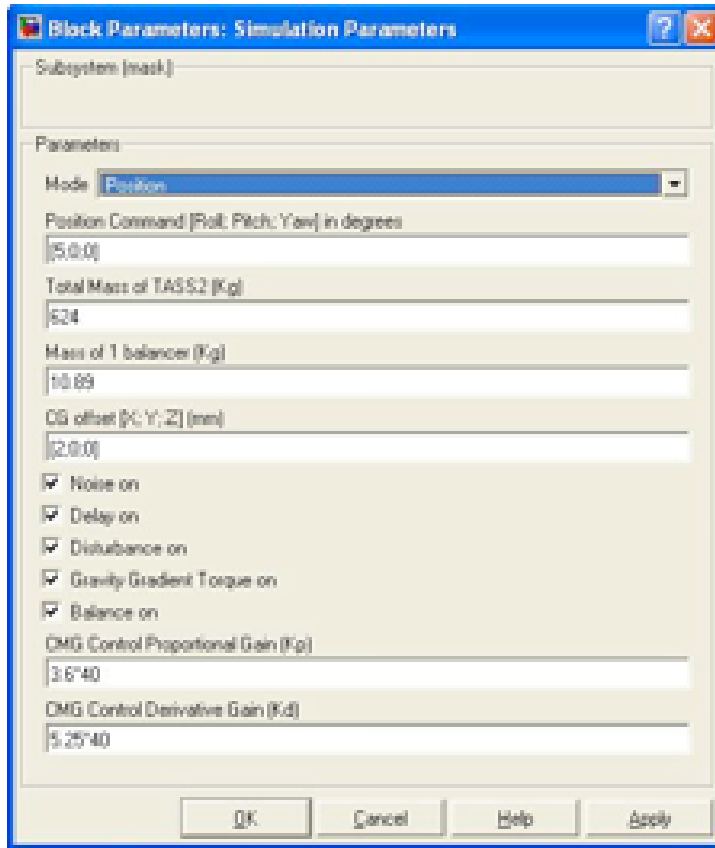 Block Parameters: Simulation Parameters
Subsystem (mask)
Parameters
Mode Position
Position Command [Roll; Pitch; Yaw] in degrees
[5;0;0]
Total Mass of TASS2 (Kg)
624
Mass of 1 balancer (Kg)
10.89
CG offset [X; Y; Z] (mm)
[2;0;0]
Noise on
Delay on
Disturbance on
Gravity Gradient Torque on
Balance on
CMG Control Proportional Gain (Kp)
3.6*40
CMG Control Derivative Gain (Kd)
5.25*40
OK Cancel Help Apply